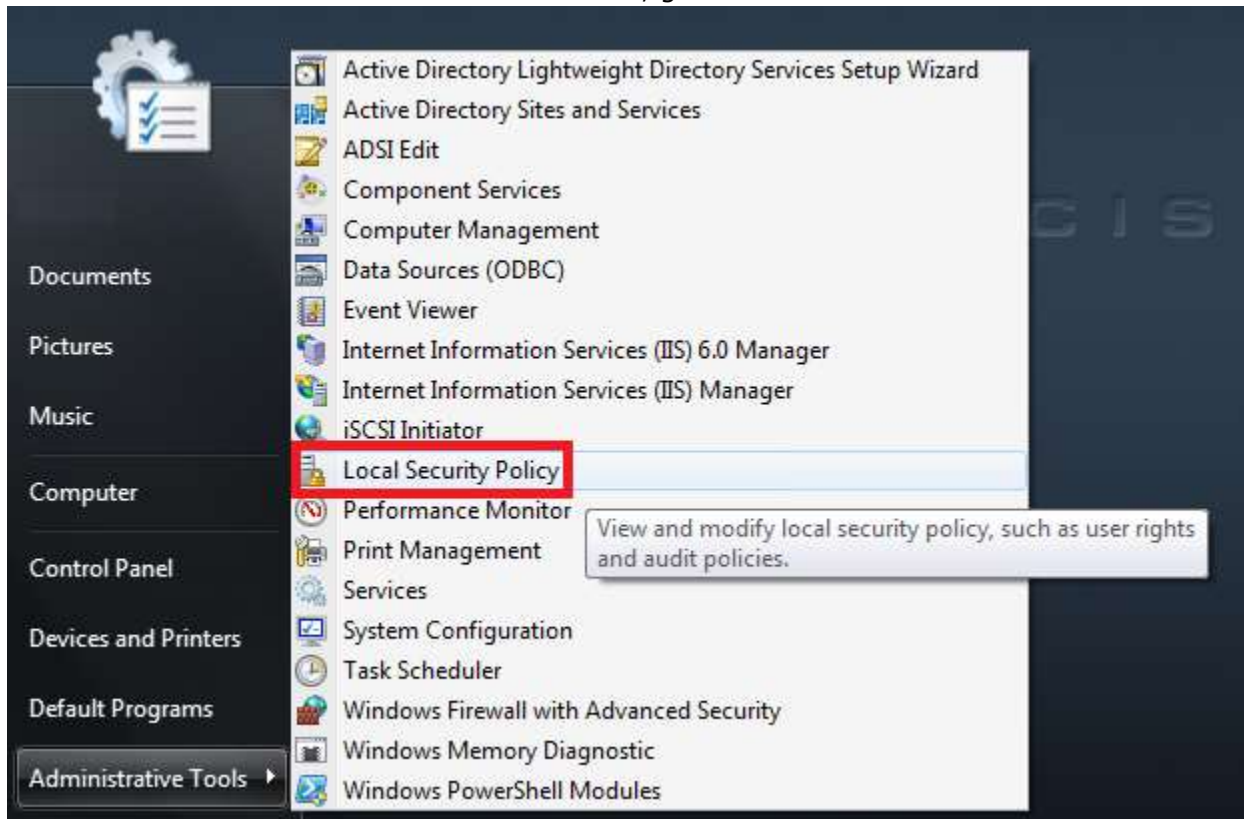 Active Directory Lightweight Directory Services Setup Wizard
Active Directory Sites and Services
ADSI Edit
Component Services
Computer Management
Data Sources (ODBC)
Event Viewer
Internet Information Services (IIS) 6.0 Manager
Internet Information Services (IIS) Manager
iSCSI Initiator
Local Security Policy
Performance Monitor
Print Management
Services
System Configuration
Task Scheduler
Windows Firewall with Advanced Security
Windows Memory Diagnostic
Windows PowerShell Modules
View and modify local security policy, such as user rights
and audit policies.
Documents
Pictures
Music
Computer
Control Panel
Devices and Printers
Default Programs
Administrative Tools
CIS